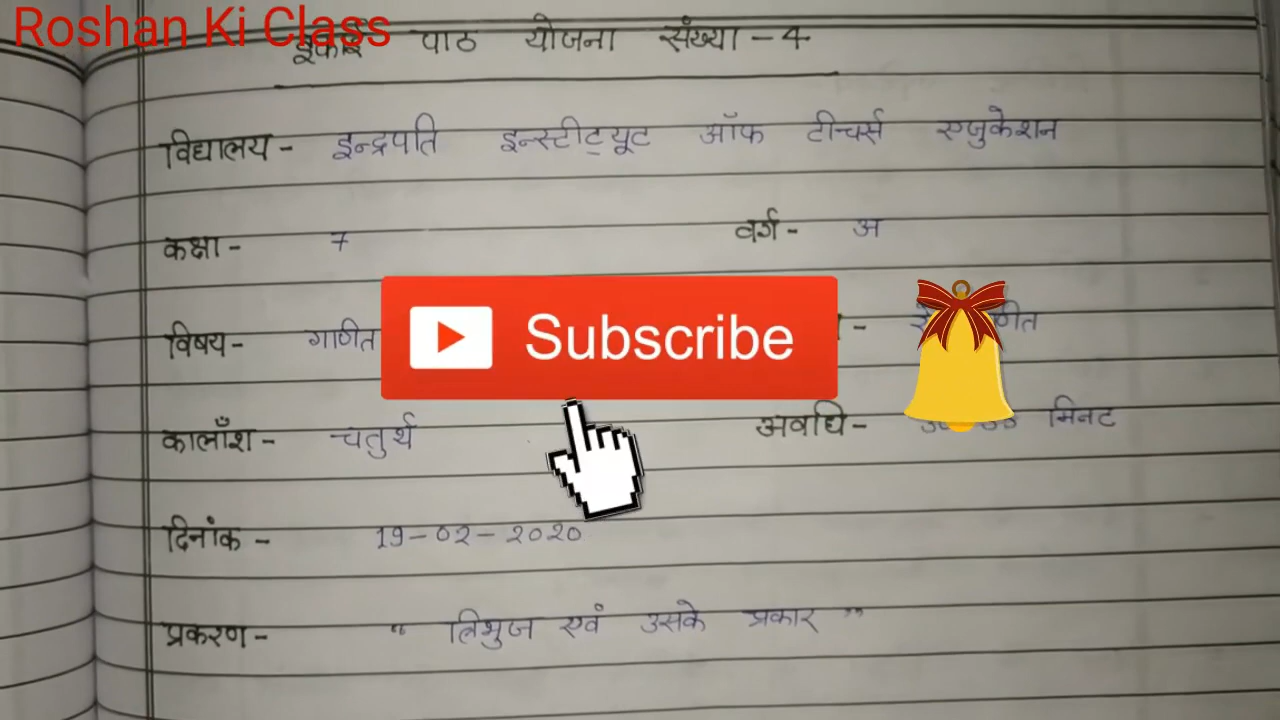 Roshan Ki Class
इकाई पाठ योजना संख्या - 4
विद्यालय - इन्द्रपति इन्स्टीट्यूट ऑफ टीचर्स एजुकेशन
कक्षा - 7 वर्ग - अ
विषय - गणित
Subscribe
कालाँश - चतुर्थ अवधि - मिनट
दिनांक - 19-02-2020
प्रकरण - " त्रिभुज एवं उसके प्रकार "